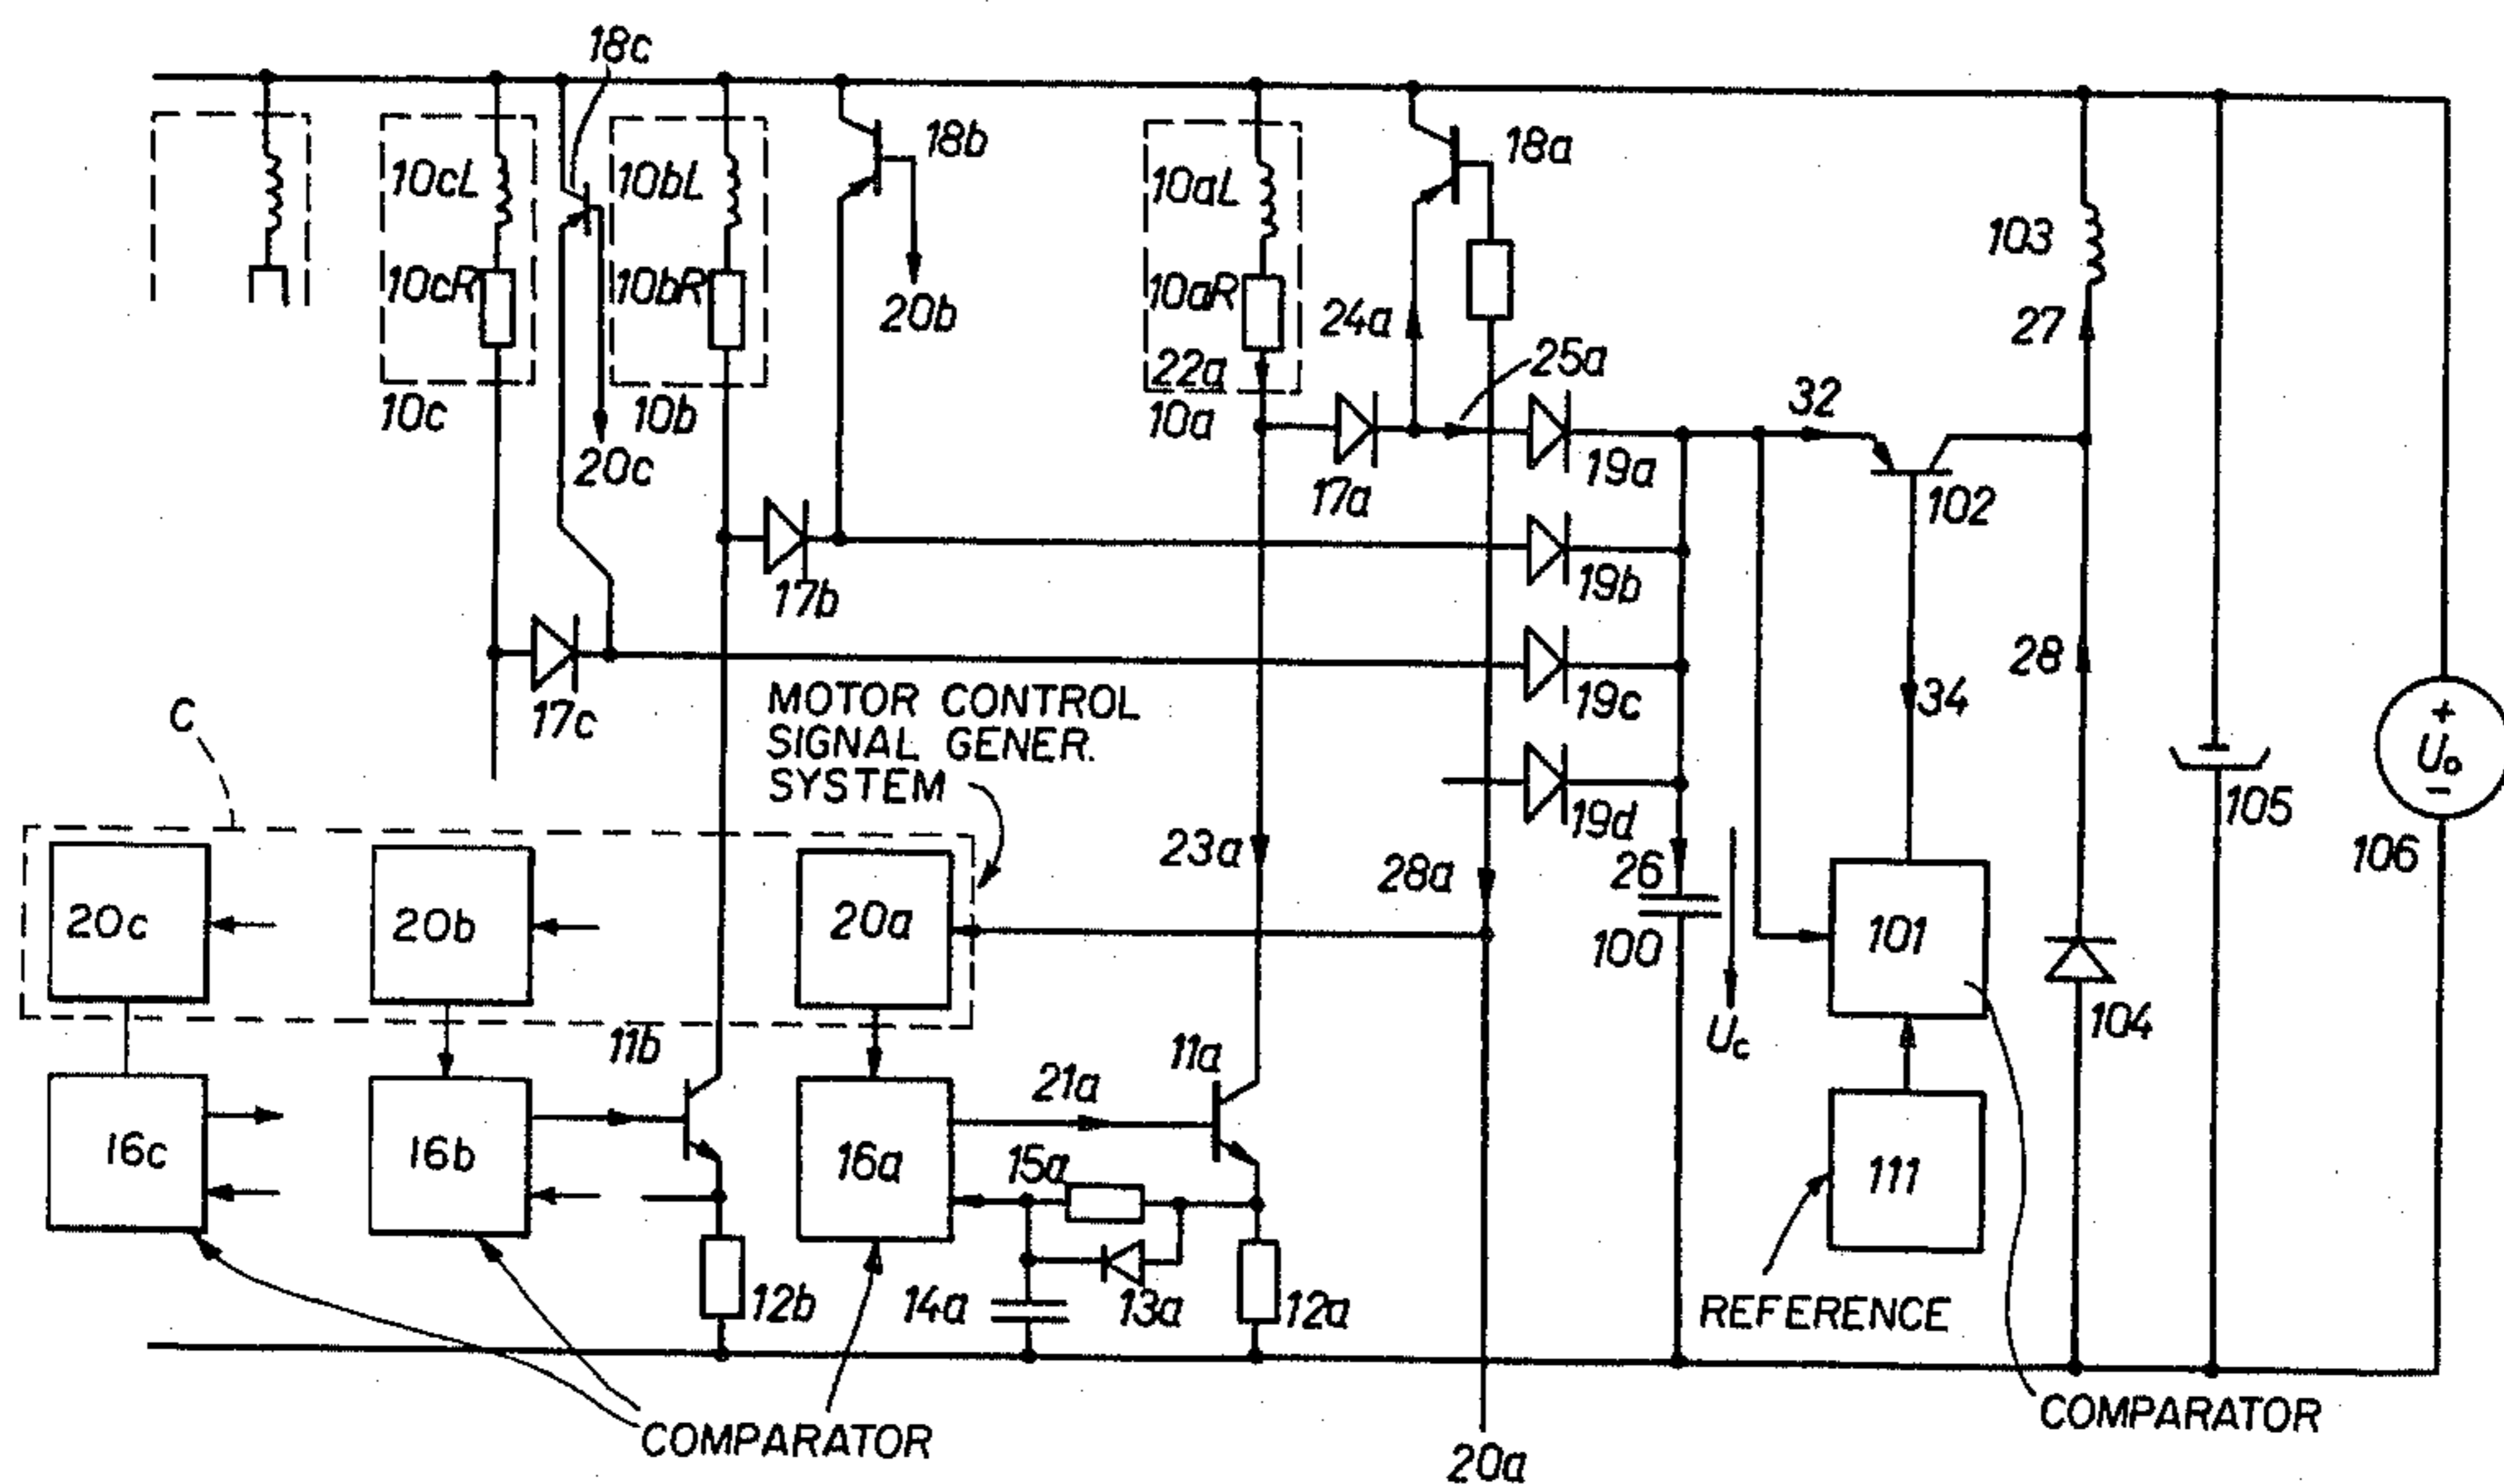 18c
10cL
10bL
18b
10aL
18a
103
10cR
10bR
20b
10aR
24a
27
22a
25a
10c
20c
10b
10a
17a
19a
32
102
17b
19b
17c
19c
28
34
C
MOTOR CONTROL
SIGNAL GENER.
SYSTEM
19d
+
U₀
-
105
106
23a
28a
26
100
Uc
20c
20b
20a
101
104
11b
11a
21a
16c
16b
16a
15a
111
12b
14a
13a
12a
REFERENCE
COMPARATOR
COMPARATOR
20a